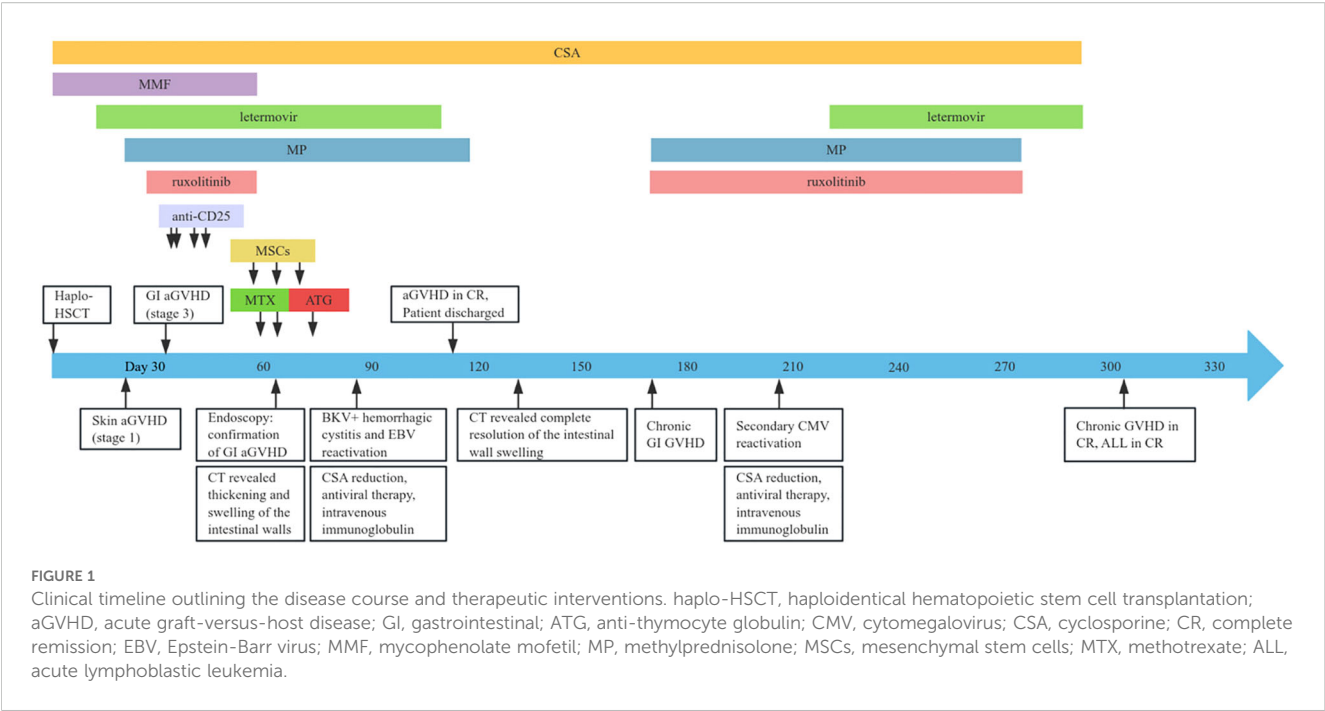 CSA
MMF
letermovir
letermovir
MP
MP
ruxolitinib
ruxolitinib
anti-CD25
MSCs
MTX
ATG
Haplo-
HSCT
GI aGVHD
(stage 3)
aGVHD in CR,
Patient discharged
Day 30
60
90
120
150
180
210
240
270
300
330
Skin aGVHD
(stage 1)
Endoscopy:
confirmation
of GI aGVHD
BKV+ hemorrhagic
cystitis and EBV
reactivation
CT revealed complete
resolution of the intestinal
wall swelling
Chronic
GI GVHD
Secondary CMV
reactivation
Chronic GVHD in
CR, ALL in CR
CT revealed
thickening and
swelling of the
intestinal walls
CSA reduction,
antiviral therapy,
intravenous
immunoglobulin
CSA reduction,
antiviral therapy,
intravenous
immunoglobulin
FIGURE 1
Clinical timeline outlining the disease course and therapeutic interventions. haplo-HSCT, haploidentical hematopoietic stem cell transplantation;
aGVHD, acute graft-versus-host disease; GI, gastrointestinal; ATG, anti-thymocyte globulin; CMV, cytomegalovirus; CSA, cyclosporine; CR, complete
remission; EBV, Epstein-Barr virus; MMF, mycophenolate mofetil; MP, methylprednisolone; MSCs, mesenchymal stem cells; MTX, methotrexate; ALL,
acute lymphoblastic leukemia.